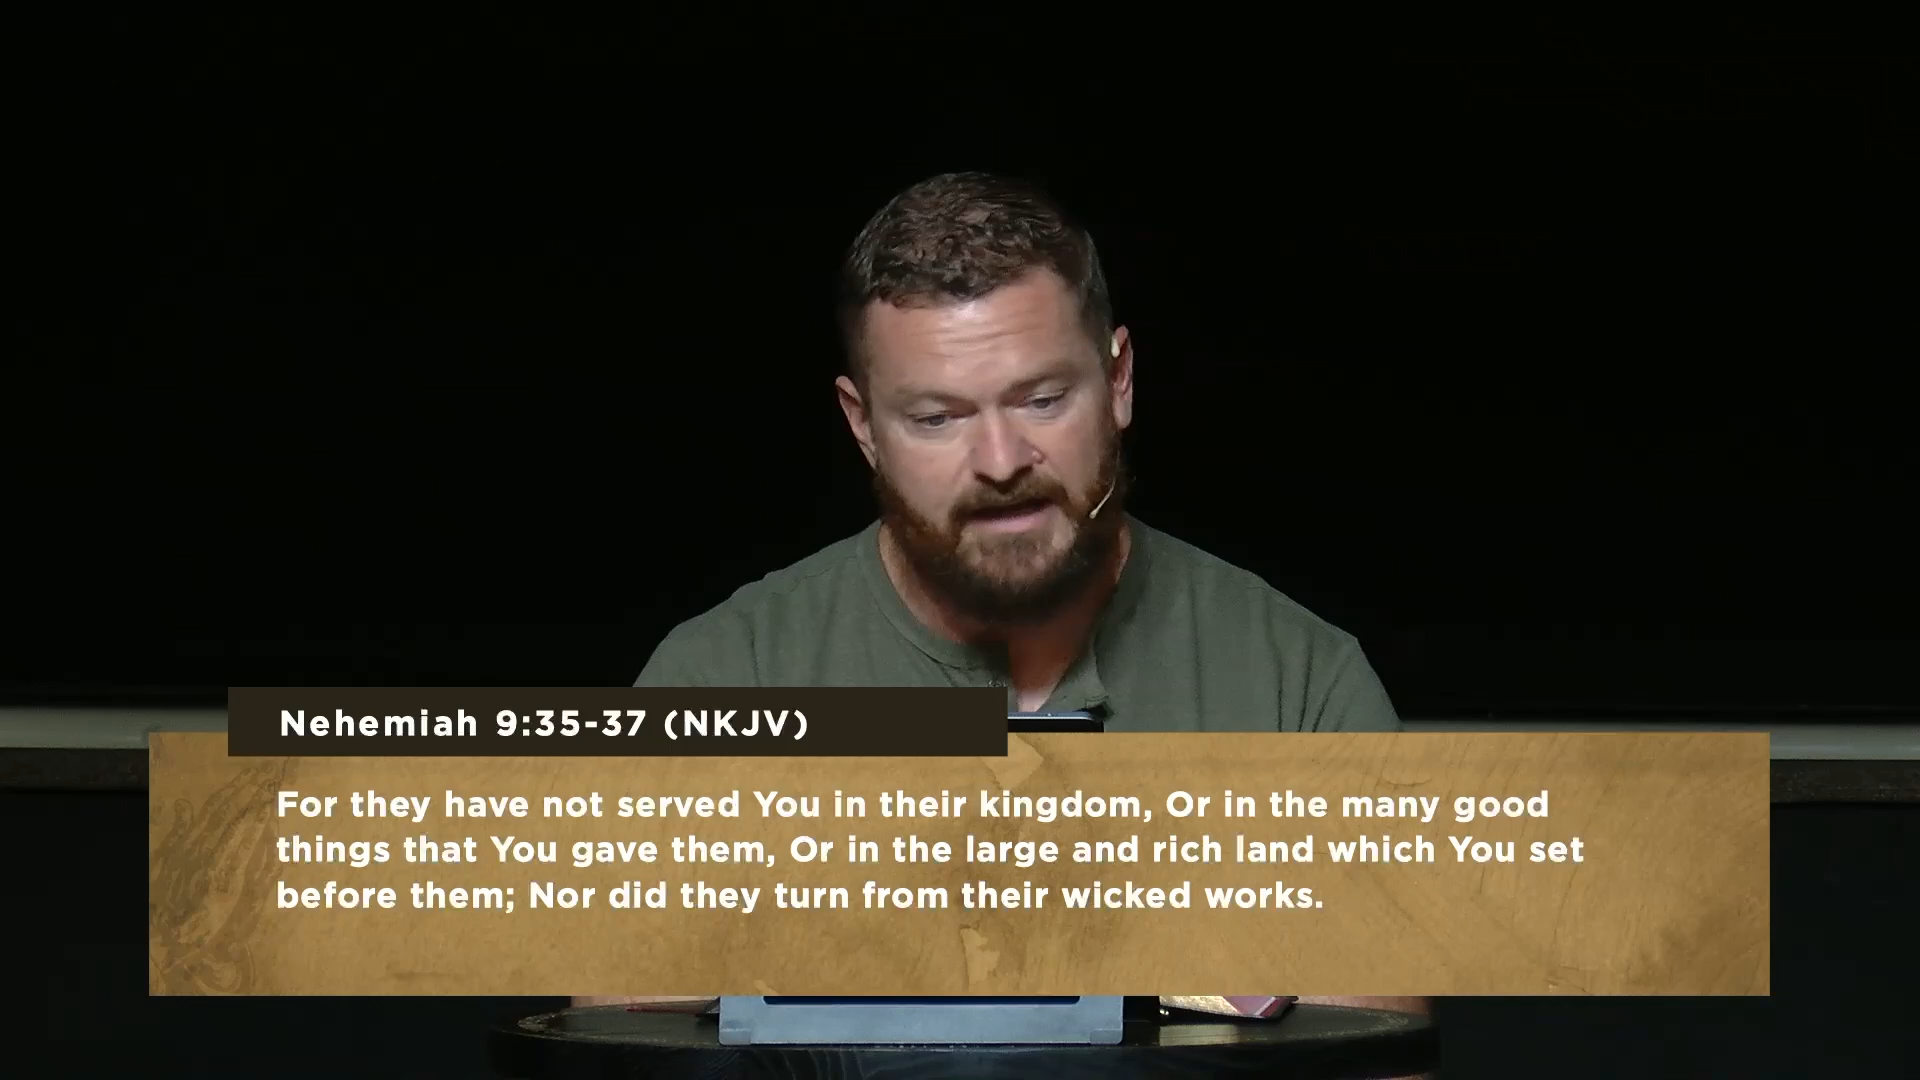 Nehemiah 9:35-37 (NKJV)
For they have not served You in their kingdom, Or in the many good
things that You gave them, Or in the large and rich land which You set
before them; Nor did they turn from their wicked works.